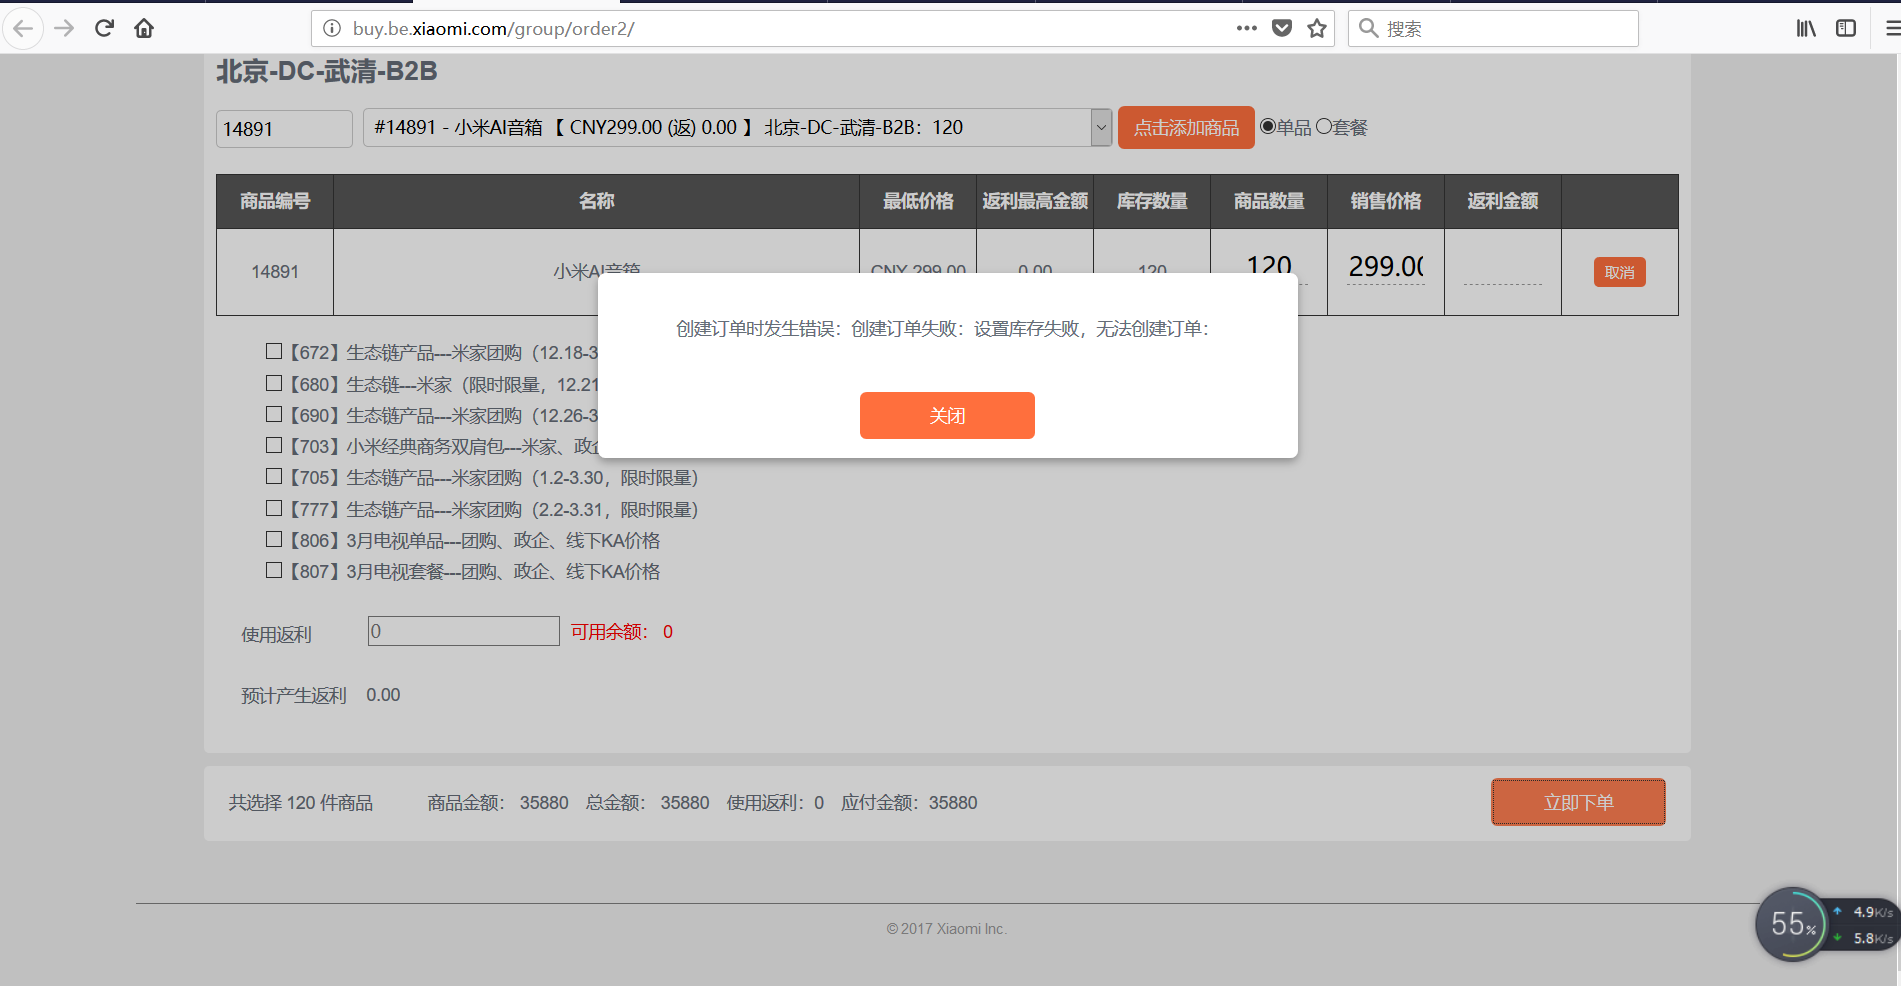 buy.be.xiaomi.com/group/order2/
搜索
北京-DC-武清-B2B
14891
#14891 - 小米AI音箱 【 CNY299.00 (返) 0.00 】 北京-DC-武清-B2B：120
点击添加商品
单品
套餐
商品编号 名称 最低价格 返利最高金额 库存数量 商品数量 销售价格 返利金额
14891 小米AI音箱 CNY 299.00 0.00 120 120 299.00 取消
创建订单时发生错误：创建订单失败：设置库存失败，无法创建订单：
关闭
【672】生态链产品---米家团购（12.18-3
【680】生态链---米家（限时限量，12.21
【690】生态链产品---米家团购（12.26-3
【703】小米经典商务双肩包---米家、政企
【705】生态链产品---米家团购（1.2-3.30，限时限量）
【777】生态链产品---米家团购（2.2-3.31，限时限量）
【806】3月电视单品---团购、政企、线下KA价格
【807】3月电视套餐---团购、政企、线下KA价格
使用返利 0 可用余额： 0
预计产生返利 0.00
共选择 120 件商品 商品金额： 35880 总金额： 35880 使用返利：0 应付金额：35880
立即下单
© 2017 Xiaomi Inc.
55%
4.9K/s
5.8K/s